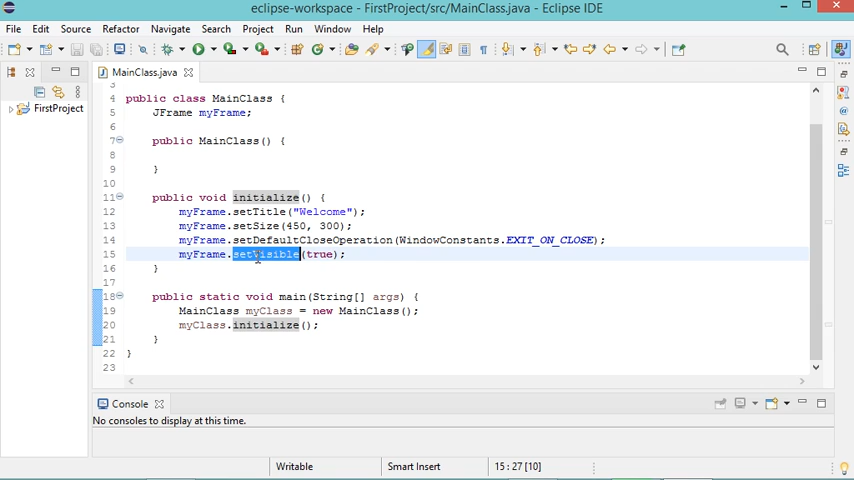 eclipse-workspace - FirstProject/src/MainClass.java - Eclipse IDE
File Edit Source Refactor Navigate Search Project Run Window Help
MainClass.java
FirstProject
3
4 public class MainClass {
5 JFrame myFrame;
6
7 public MainClass() {
8
9 }
10
11 public void initialize() {
12 myFrame.setTitle("Welcome");
13 myFrame.setSize(450, 300);
14 myFrame.setDefaultCloseOperation(WindowConstants.EXIT_ON_CLOSE);
15 myFrame.setVisible(true);
16 }
17
18 public static void main(String[] args) {
19 MainClass myClass = new MainClass();
20 myClass.initialize();
21 }
22 }
23
Console
No consoles to display at this time.
Writable Smart Insert 15 : 27 [10]